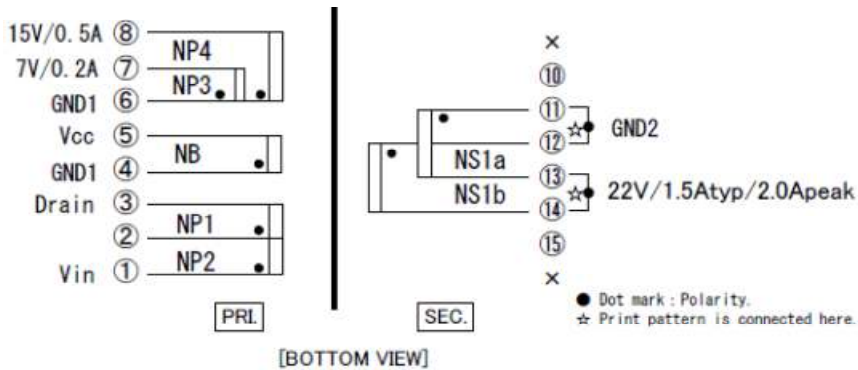 15V/0.5A ⑧
NP4
7V/0.2A ⑦
NP3
GND1 ⑥
Vcc ⑤
NB
GND1 ④
Drain ③
NP1
②
NP2
Vin ①
PRI.
×
⑩
⑪
☆ GND2
⑫
NS1a
⑬
☆ 22V/1.5Atyp/2.0Apeak
NS1b
⑭
⑮
×
SEC.
● Dot mark : Polarity.
☆ Print pattern is connected here.
[BOTTOM VIEW]